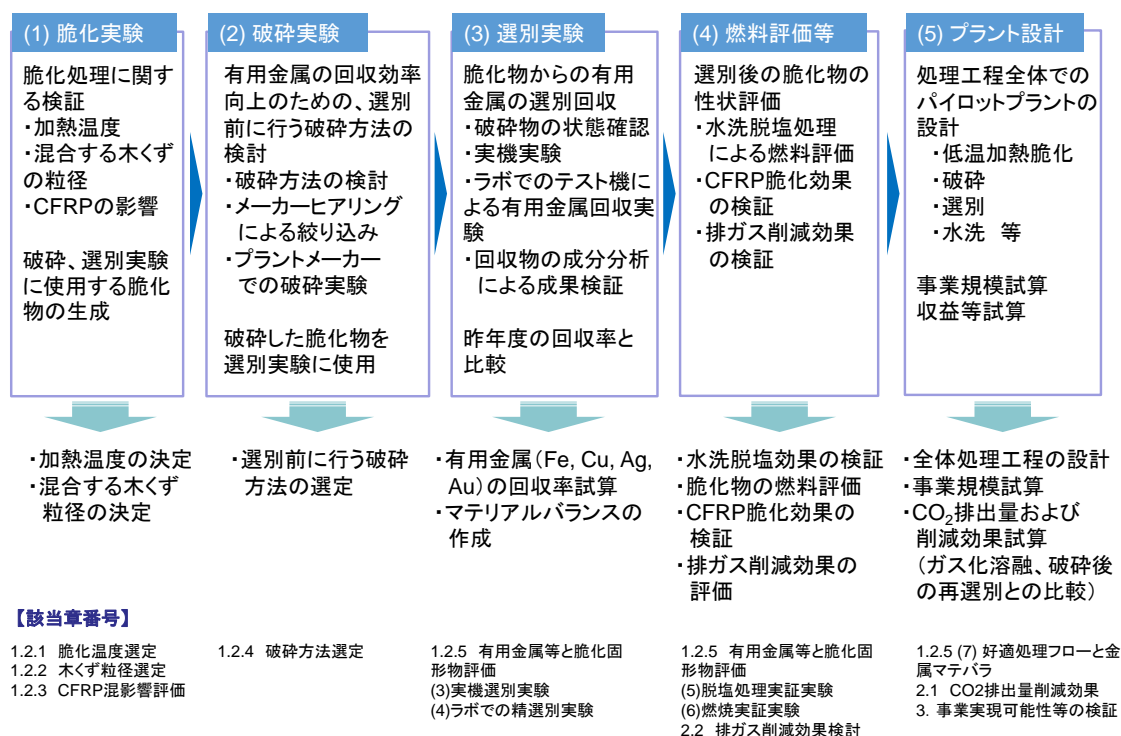 (1) 脆化実験
脆化処理に関す
る検証
・加熱温度
・混合する木くず
の粒径
・CFRPの影響
破砕、選別実験
に使用する脆化
物の生成
・加熱温度の決定
・混合する木くず
粒径の決定
(2) 破砕実験
有用金属の回収効率
向上のための、選別
前に行う破砕方法の
検討
・破砕方法の検討
・メーカーヒアリング
による絞り込み
・プラントメーカー
での破砕実験
破砕した脆化物を
選別実験に使用
・選別前に行う破砕
方法の選定
(3) 選別実験
脆化物からの有用
金属の選別回収
・破砕物の状態確認
・実機実験
・ラボでのテスト機に
よる有用金属回収実
験
・回収物の成分分析
による成果検証
昨年度の回収率と
比較
・有用金属(Fe, Cu, Ag,
Au)の回収率試算
・マテリアルバランスの
作成
(4) 燃料評価等
選別後の脆化物の
性状評価
・水洗脱塩処理
による燃料評価
・CFRP脆化効果
の検証
・排ガス削減効果
の検証
・水洗脱塩効果の検証
・脆化物の燃料評価
・CFRP脆化効果の
検証
・排ガス削減効果の
評価
(5) プラント設計
処理工程全体での
パイロットプラントの
設計
・低温加熱脆化
・破砕
・選別
・水洗 等
事業規模試算
収益等試算
・全体処理工程の設計
・事業規模試算
・CO₂排出量および
削減効果試算
(ガス化溶融、破砕後
の再選別との比較)
【該当章番号】
1.2.1 脆化温度選定
1.2.2 木くず粒径選定
1.2.3 CFRP混影響評価
1.2.4 破砕方法選定
1.2.5 有用金属等と脆化固
形物評価
(3)実機選別実験
(4)ラボでの精選別実験
1.2.5 有用金属等と脆化固
形物評価
(5)脱塩処理実証実験
(6)燃焼実証実験
2.2 排ガス削減効果検討
1.2.5 (7) 好適処理フローと金
属マテバラ
2.1 CO2排出量削減効果
3. 事業実現可能性等の検証